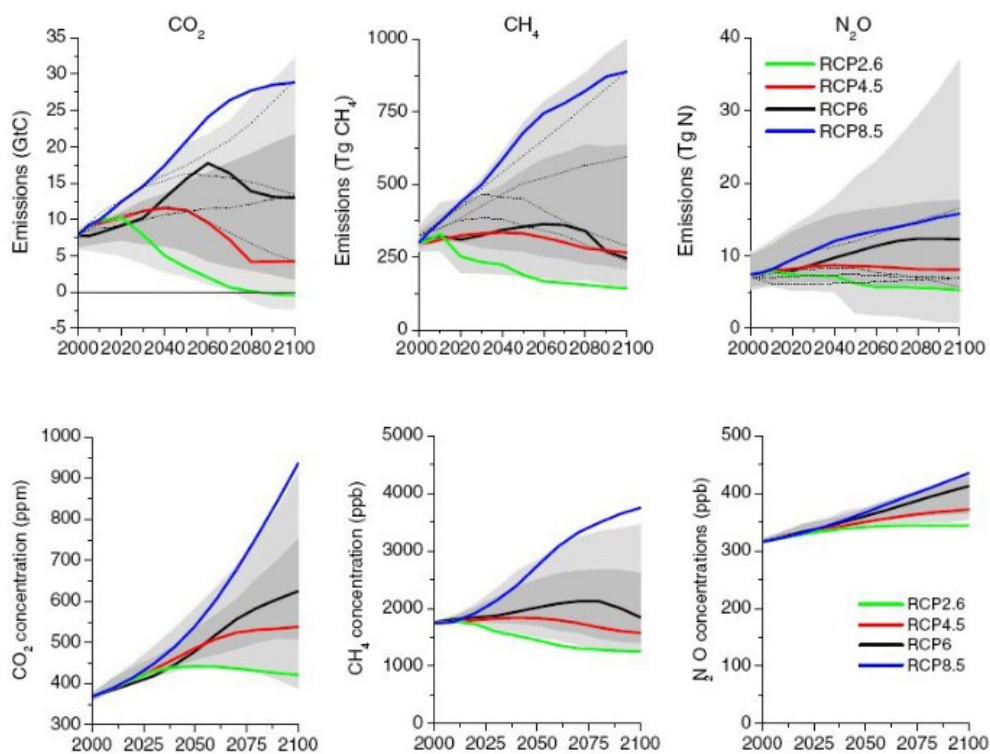 CO2
Emissions (GtC)
35
30
25
20
15
10
5
0
-5
2000 2020 2040 2060 2100
CH4
Emissions (Tg CH4)
1000
750
500
250
0
2000 2020 2040 2060 2100
N2O
Emissions (Tg N)
40
30
20
10
0
2000 2020 2040 2060 2100
RCP2.6
RCP4.5
RCP6
RCP8.5
CO2 concentration (ppm)
1000
900
800
700
600
500
400
300
2000 2025 2050 2075 2100
CH4 concentration (ppb)
5000
4000
3000
2000
1000
0
2000 2025 2050 2075 2100
N2O concentrations (ppb)
500
400
300
200
100
0
2000 2025 2050 2075 2100
RCP2.6
RCP4.5
RCP6
RCP8.5